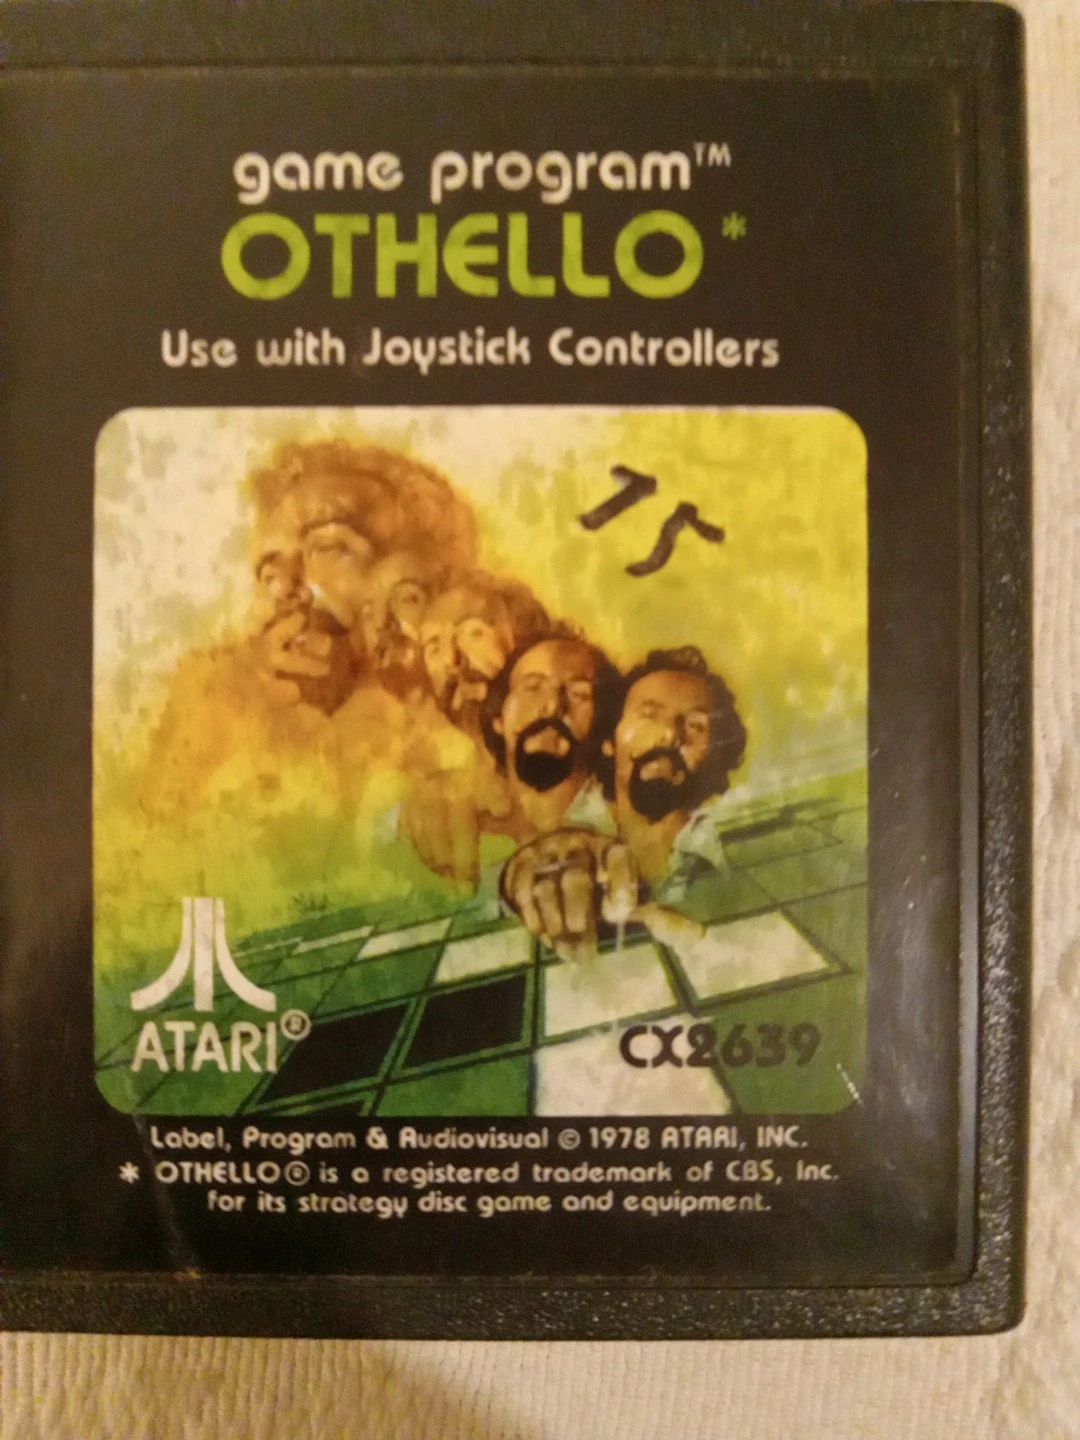 game program™
OTHELLO*
Use with Joystick Controllers
75
ATARI®
CX2639
Label, Program & Audiovisual © 1978 ATARI, INC.
* OTHELLO® is a registered trademark of CBS, Inc.
for its strategy disc game and equipment.